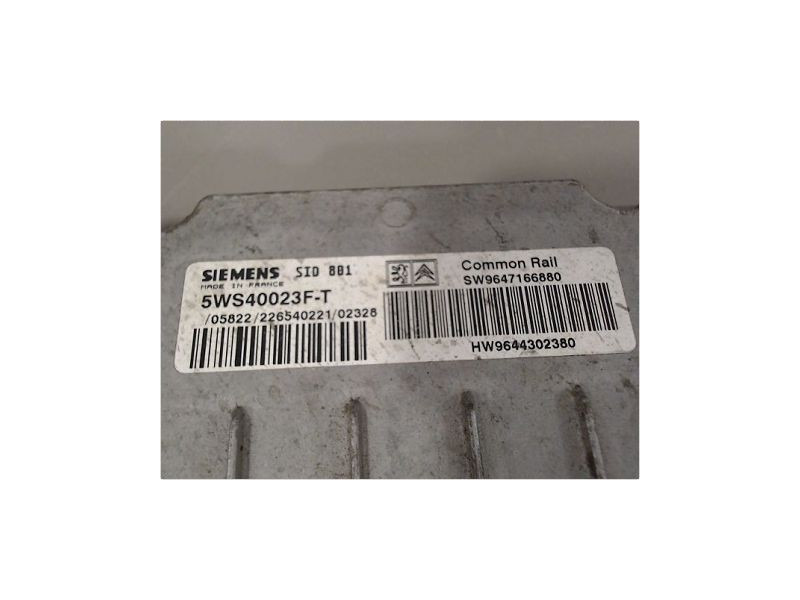 SIEMENS SID 801
MADE IN FRANCE
5WS40023F-T
/05822/226540221/02328
Common Rail
SW9647166880
HW9644302380